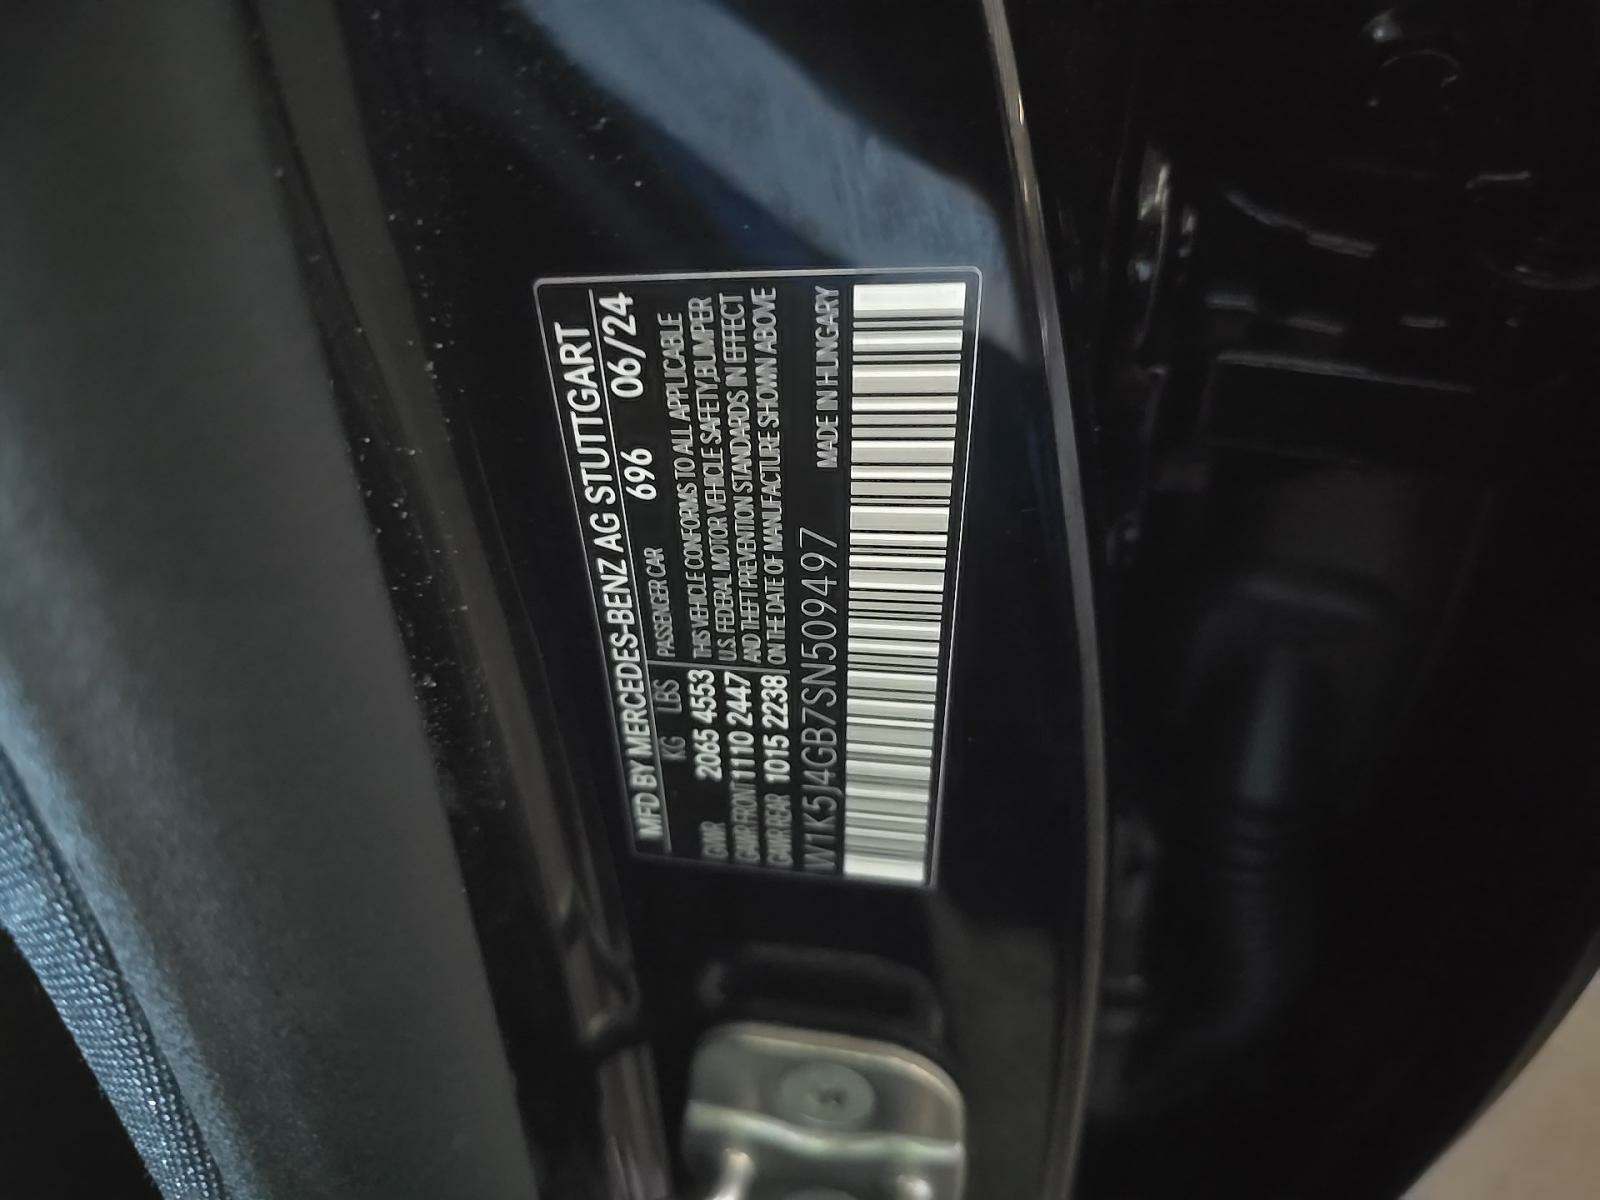 MFD BY MERCEDES-BENZ AG STUTTGART
KG LBS PASSENGER CAR 696 06/24
GVWR 2065 4553 THIS VEHICLE CONFORMS TO ALL APPLICABLE
GAWR FRONT 1110 2447 U.S. FEDERAL MOTOR VEHICLE SAFETY,BUMPER
GAWR REAR 1015 2238 AND THEFT PREVENTION STANDARDS IN EFFECT
ON THE DATE OF MANUFACTURE SHOWN ABOVE
W1K5J4GB7SN509497 MADE IN HUNGARY